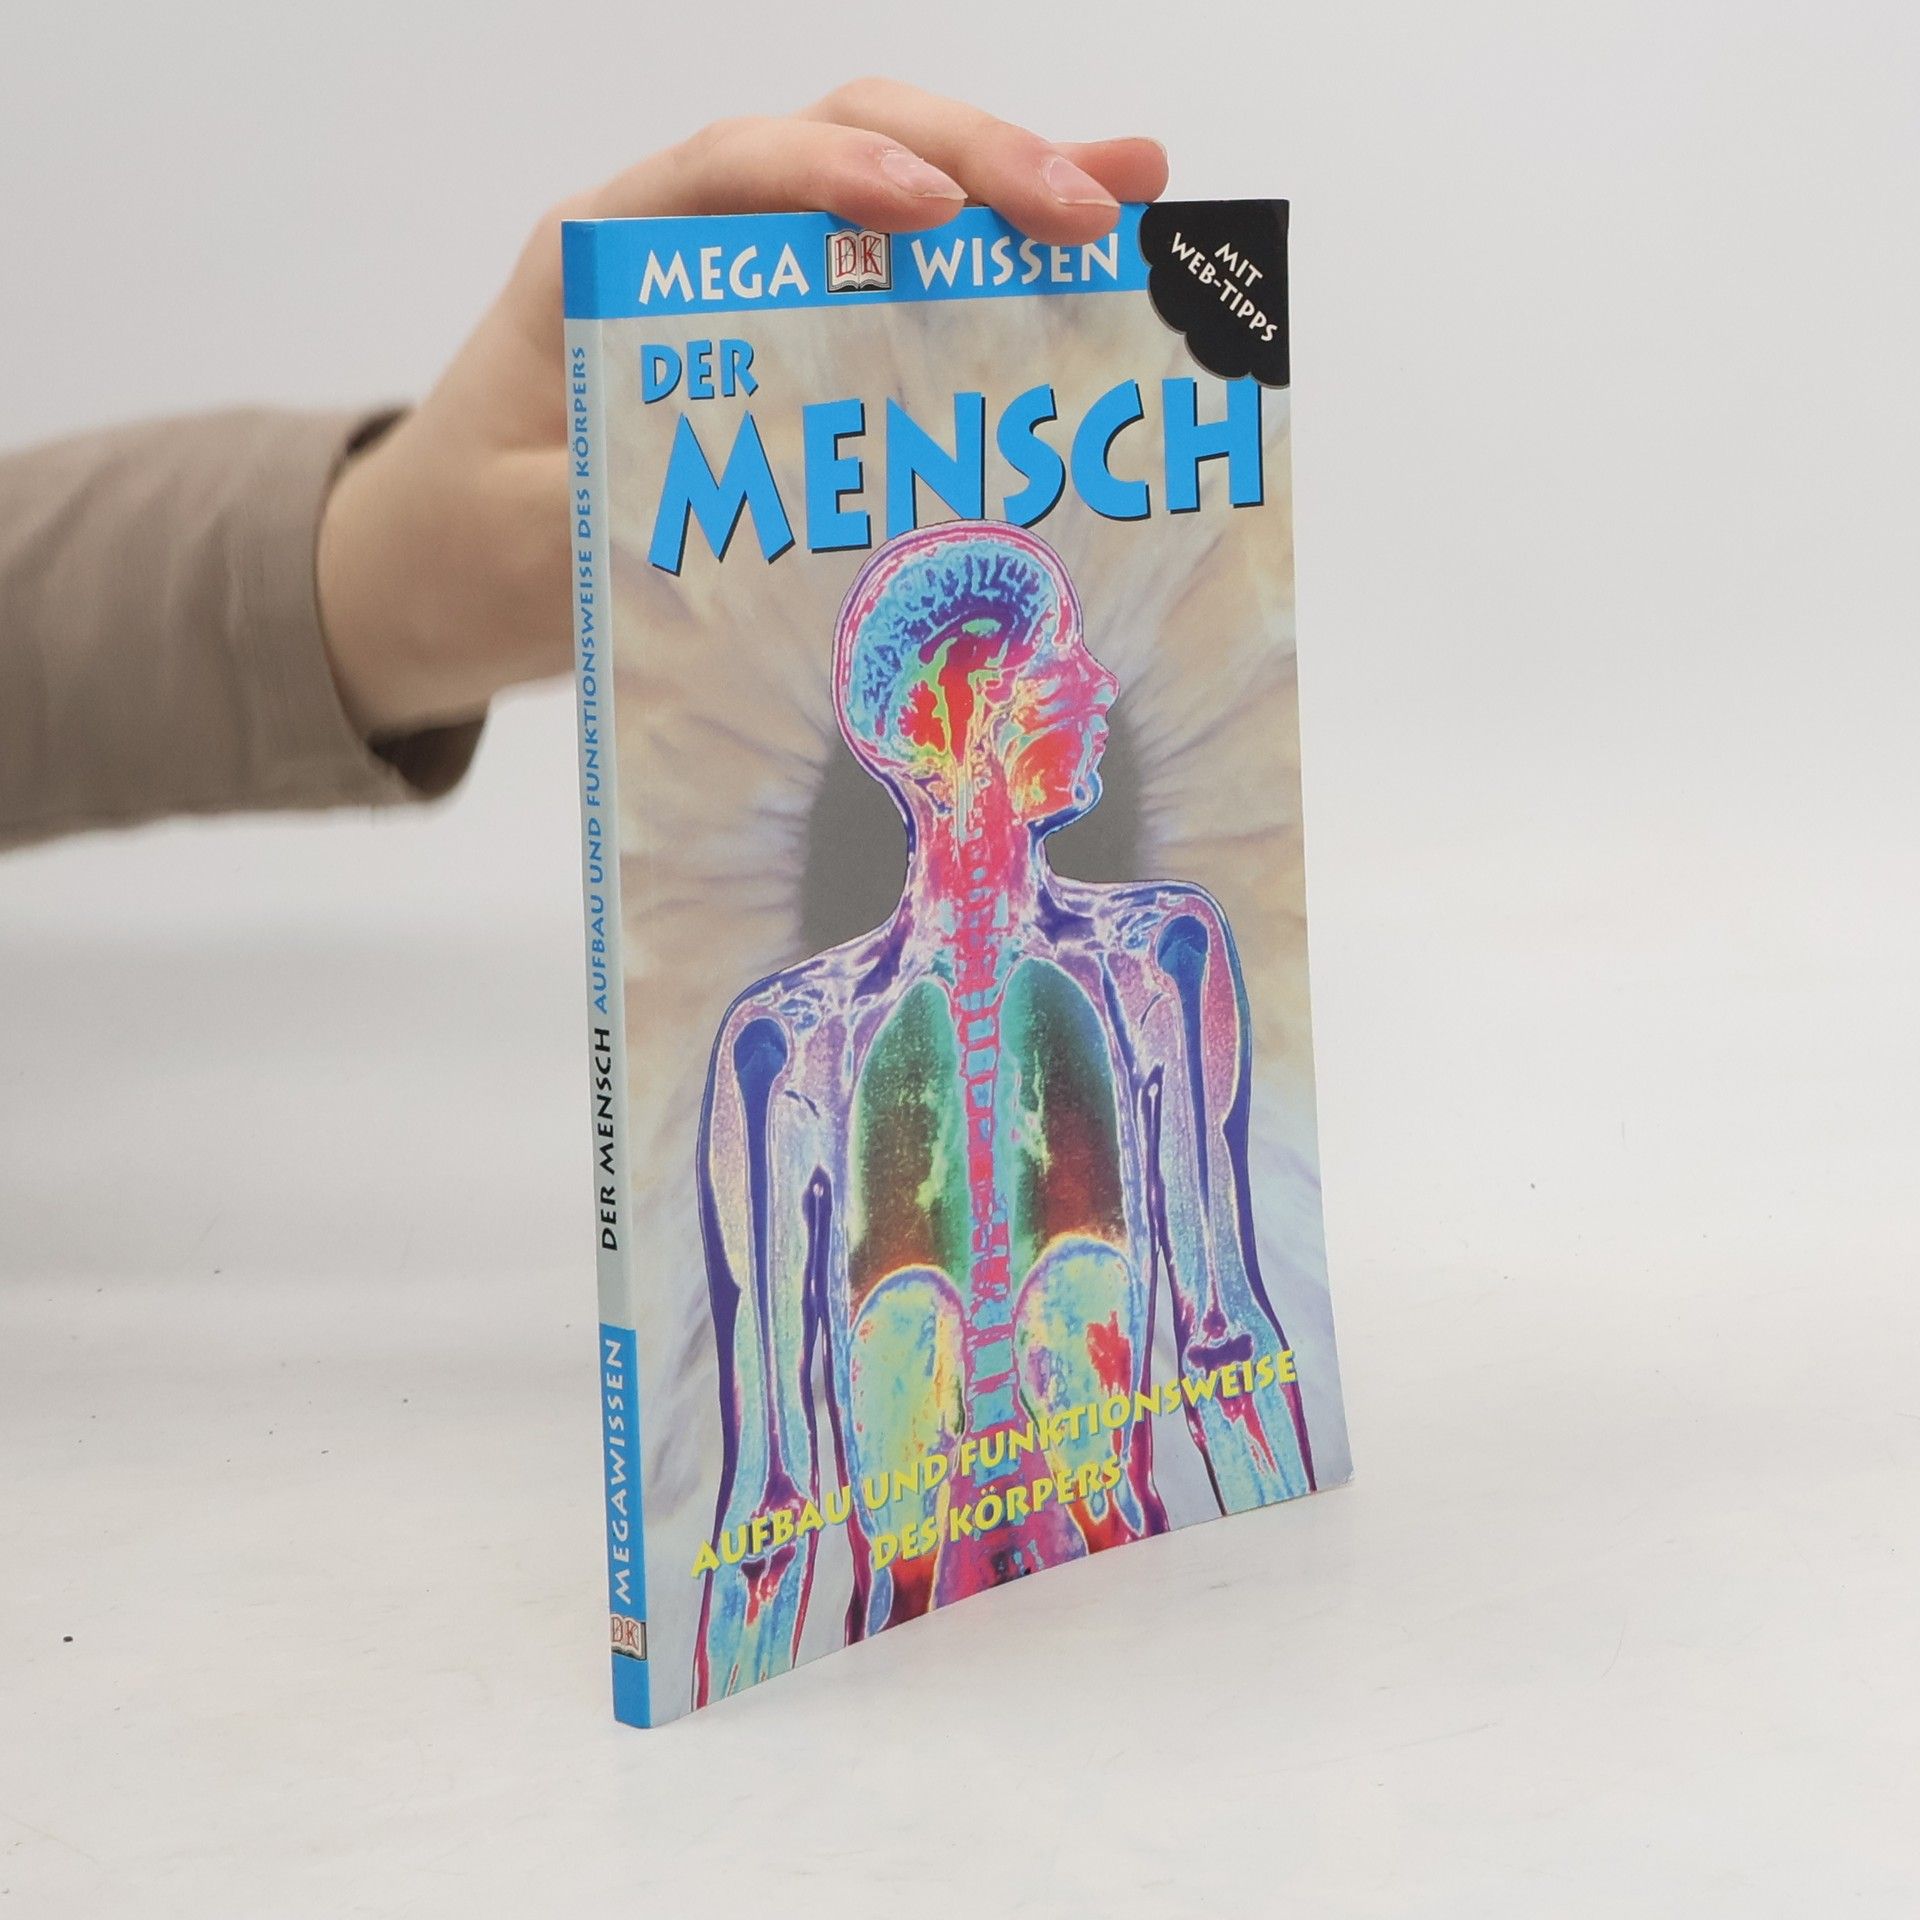 MEGA DK WISSEN
MIT
WEB-TIPPS
DER
MENSCH
AUFBAU UND FUNKTIONSWEISE
DES KÖRPERS
DER MENSCH AUFBAU UND FUNKTIONSWEISE DES KÖRPERS
MEGAWISSEN
DK